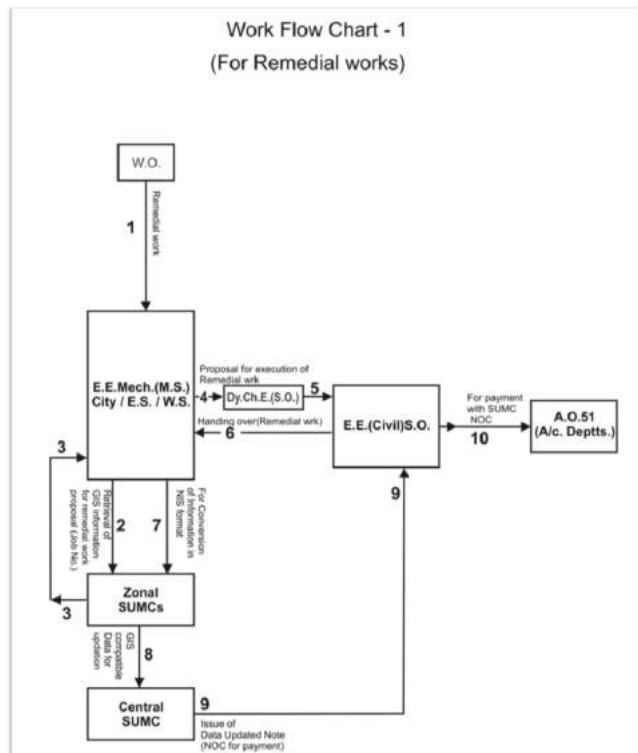 Work Flow Chart - 1
(For Remedial works)
W.O.
1
Remedial work
E.E.Mech.(M.S.)
City / E.S. / W.S.
Proposal for execution of
Remedial wrk
4
Dy.Ch.E.(S.O.)
5
Handing over(Remedial wrk)
6
E.E.(Civil)S.O.
For payment
with SUMC
NOC
10
A.O.51
(A/c. Deptts.)
3
Retrieval of
GIS information
for remedial work
proposal (Job No.)
2
7
For Conversion
of Information in
NIS format
9
Zonal
SUMCs
3
GIS
compatible
Data for
updation
8
Central
SUMC
9
Issue of
Data Updated Note
(NOC for payment)